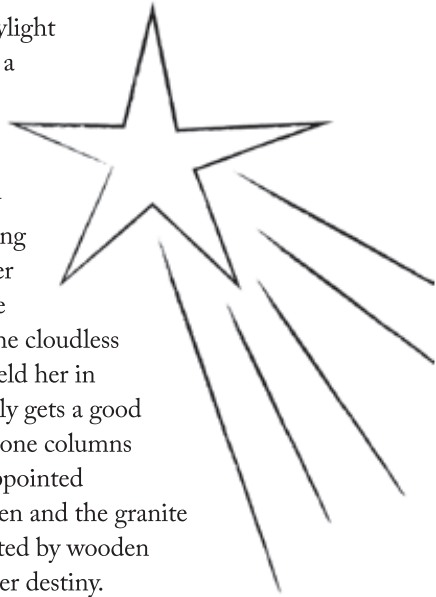 ylight
a
ng
er
e
ne cloudless
eld her in
ly gets a good
one columns
ppointed
en and the granite
ted by wooden
er destiny.